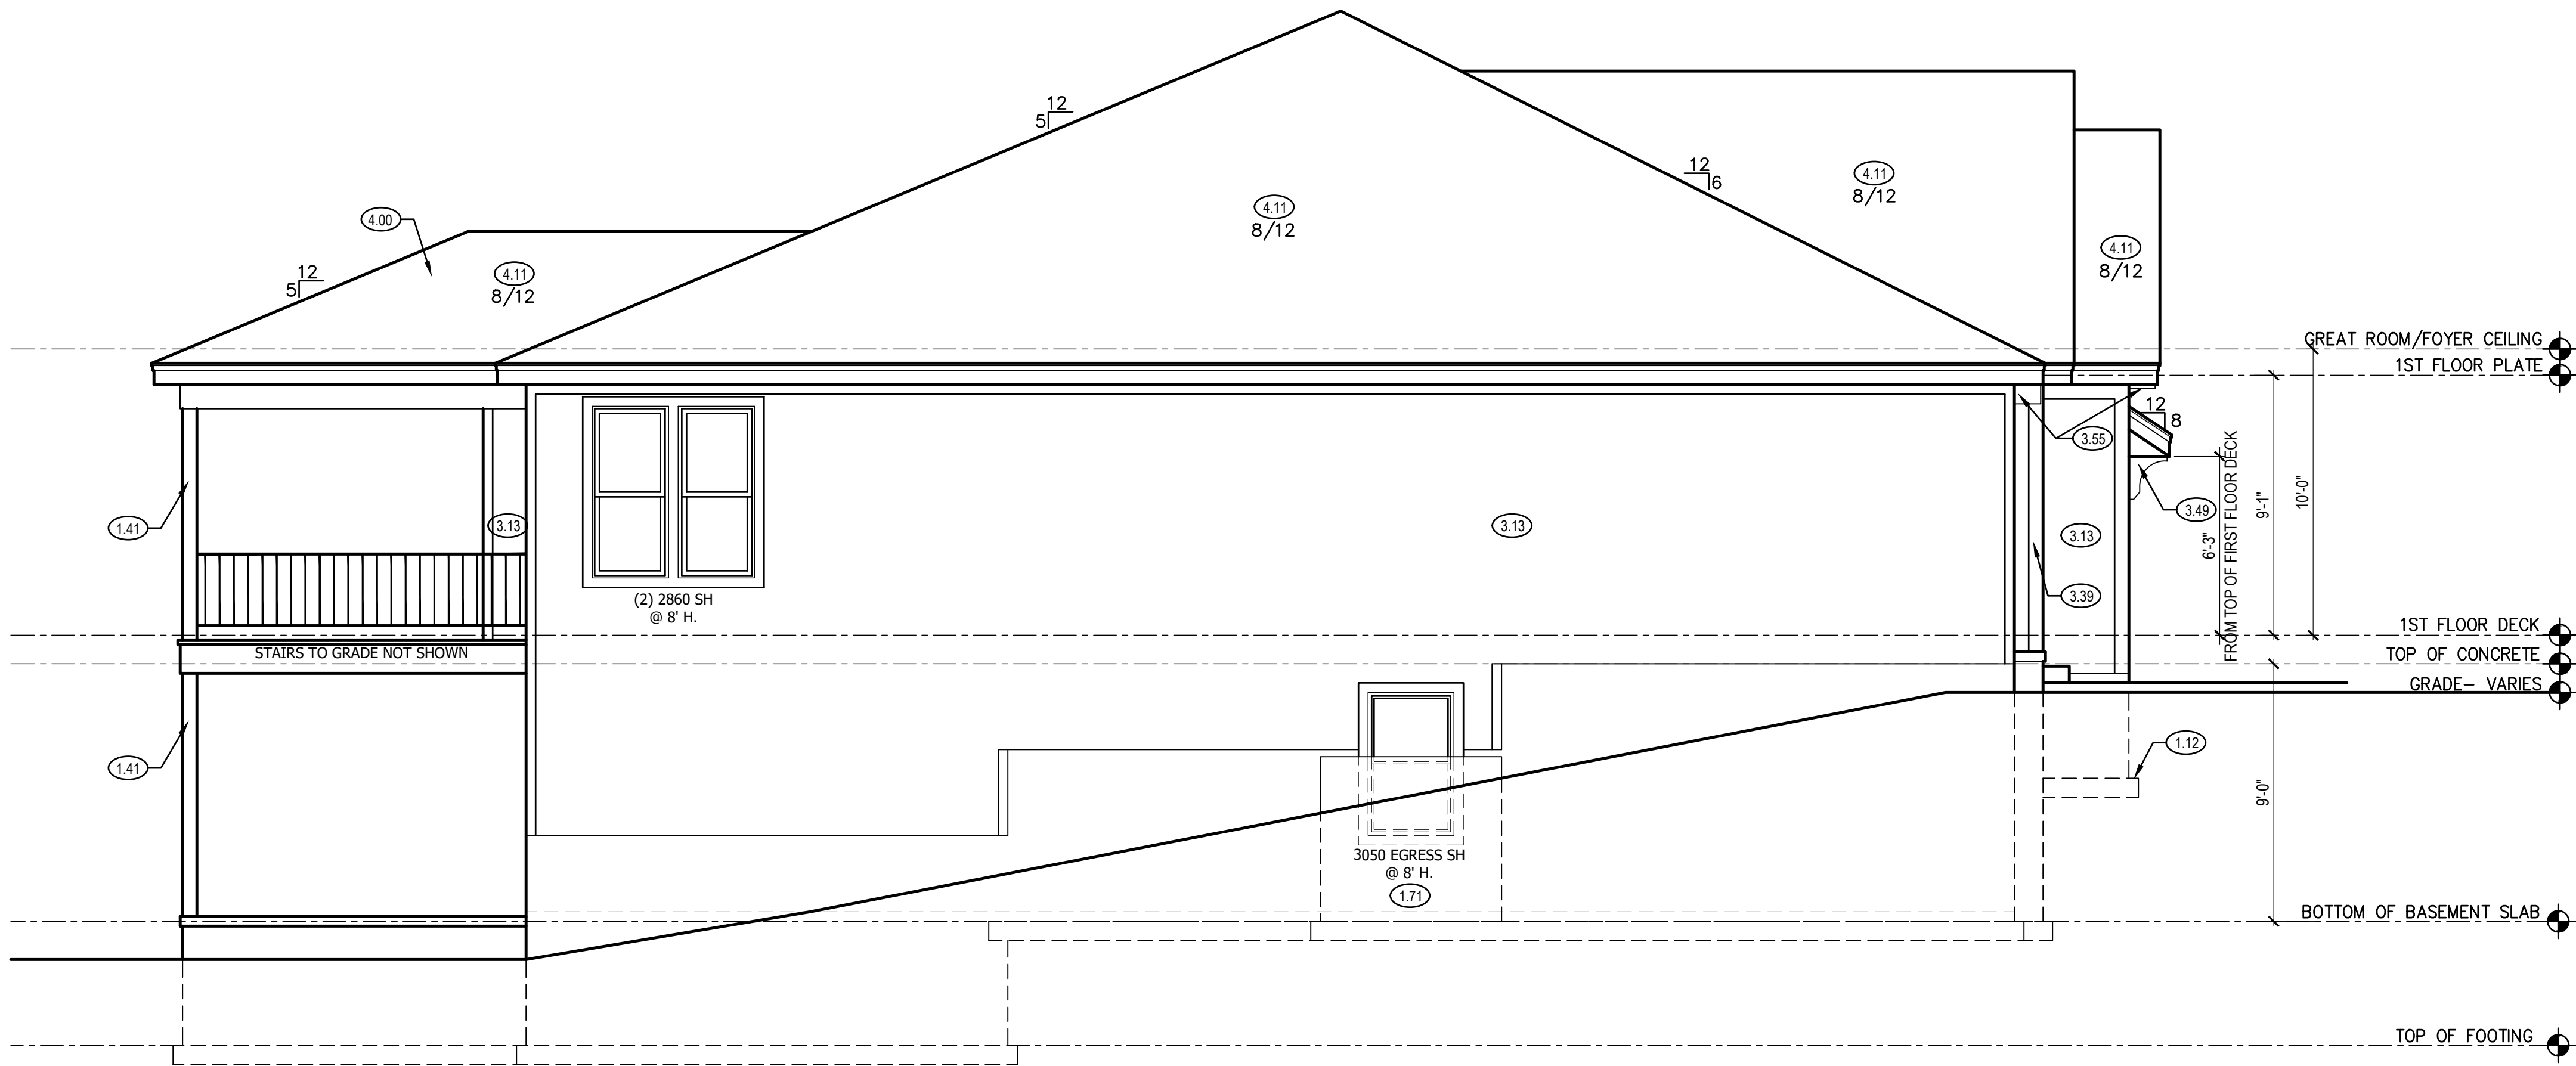 12
5
12
6
4.11
8/12
4.11
8/12
4.00
4.11
8/12
12
5
4.11
8/12
GREAT ROOM/FOYER CEILING
1ST FLOOR PLATE
12
8
3.55
1.41
3.13
3.13
3.49
3.13
3.39
6'-3"
FROM TOP OF FIRST FLOOR DECK
9'-1"
10'-0"
(2) 2860 SH
@ 8' H.
1ST FLOOR DECK
STAIRS TO GRADE NOT SHOWN
TOP OF CONCRETE
GRADE- VARIES
1.41
1.12
9'-0"
3050 EGRESS SH
@ 8' H.
1.71
BOTTOM OF BASEMENT SLAB
TOP OF FOOTING